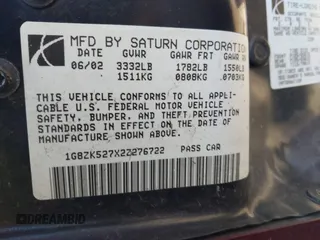 MFD BY SATURN CORPORATION
GVWR GAWR FRT GAWR RR
06/02 3332LB 1782LB 1550LB
1511KG 0808KG 0703KG
THIS VEHICLE CONFORMS TO ALL APPLI-
CABLE U.S. FEDERAL MOTOR VEHICLE
SAFETY, BUMPER, AND THEFT PREVENTION
STANDARDS IN EFFECT ON THE DATE OF
MANUFACTURE SHOWN ABOVE.
1G8ZK527X2Z276722 PASS CAR
DREAMBID